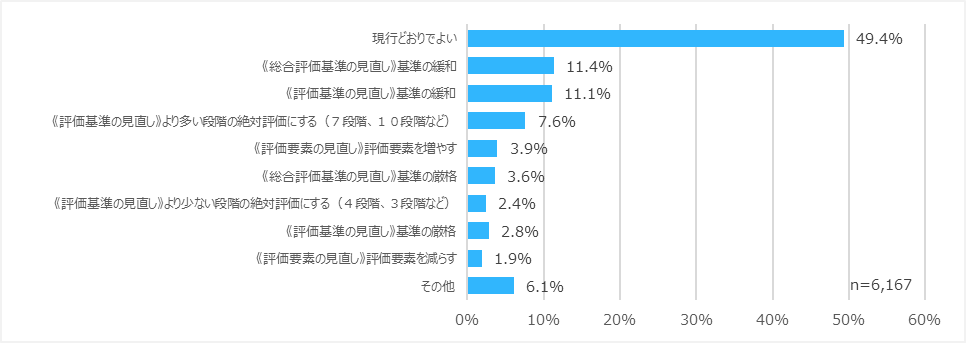 現行どおりでよい 49.4%
《総合評価基準の見直し》基準の緩和 11.4%
《評価基準の見直し》基準の緩和 11.1%
《評価基準の見直し》より多い段階の絶対評価にする（７段階、１０段階など） 7.6%
《評価要素の見直し》評価要素を増やす 3.9%
《総合評価基準の見直し》基準の厳格 3.6%
《評価基準の見直し》より少ない段階の絶対評価にする（４段階、３段階など） 2.4%
《評価基準の見直し》基準の厳格 2.8%
《評価要素の見直し》評価要素を減らす 1.9%
その他 6.1%
n=6,167
0% 10% 20% 30% 40% 50% 60%